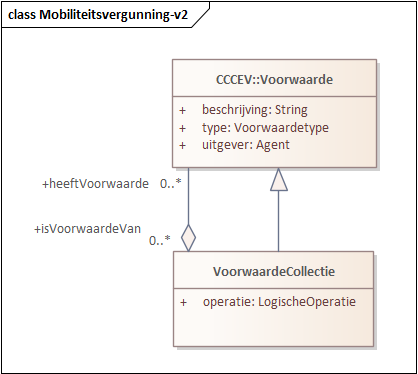 class Mobiliteitsvergunning-v2
CCCEV::Voorwaarde
+ beschrijving: String
+ type: Voorwaardetype
+ uitgever: Agent
+heeftVoorwaarde 0..*
+isVoorwaardeVan
0..*
VoorwaardeCollectie
+ operatie: LogischeOperatie